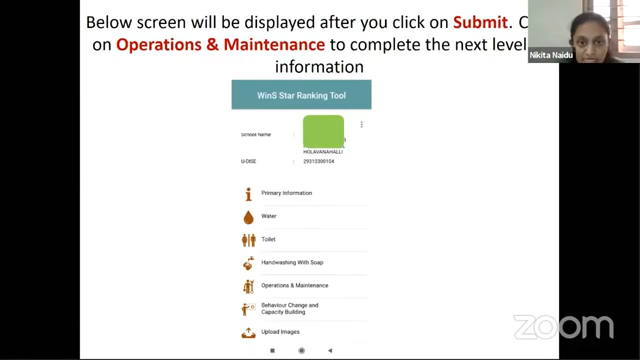 Below screen will be displayed after you click on Submit.
on Operations & Maintenance to complete the next level
information
Nikita Naidu
WinS Star Ranking Tool
School Name :
HOLAVANAHALLI
U-DISE : 29313300104
Primary Information
Water
Toilet
Handwashing With Soap
Operations & Maintenance
Behaviour Change and
Capacity Building
Upload Images
zoom